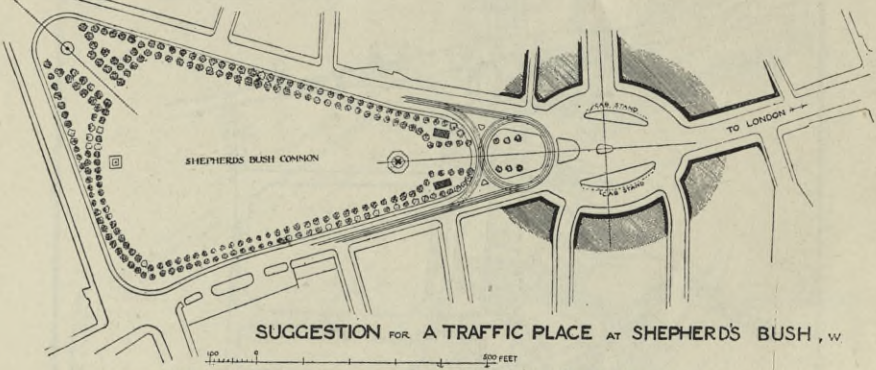 "CAB STAND"
TO LONDON
SHEPHERDS BUSH COMMON
"CAB" STAND
SUGGESTION FOR A TRAFFIC PLACE AT SHEPHERD'S BUSH, W.
100 0 500 FEET